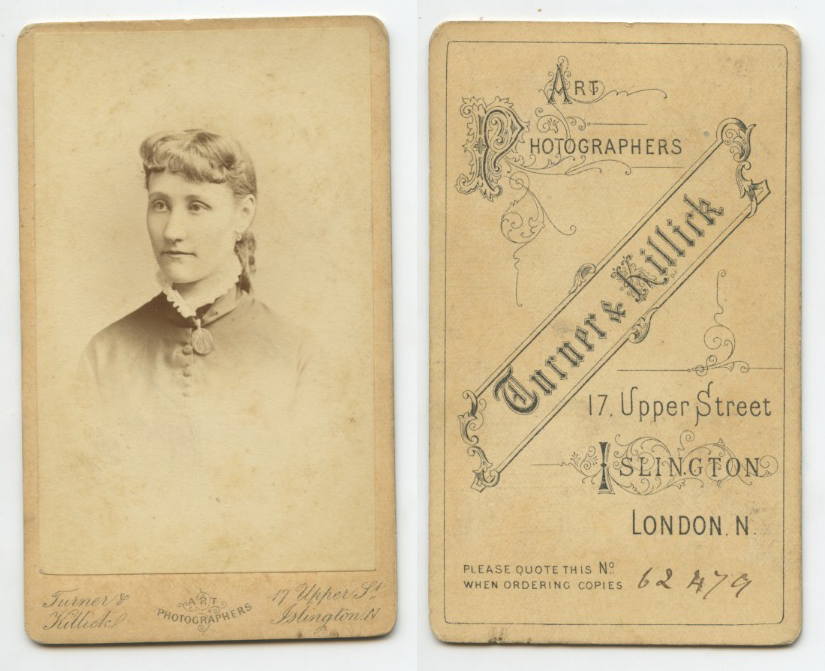 Turner &
Killick
ART
PHOTOGRAPHERS
17 Upper St.
Islington. N
ART
PHOTOGRAPHERS
Turner & Killick
17. Upper Street
ISLINGTON
LONDON. N.
PLEASE QUOTE THIS No
WHEN ORDERING COPIES 62479